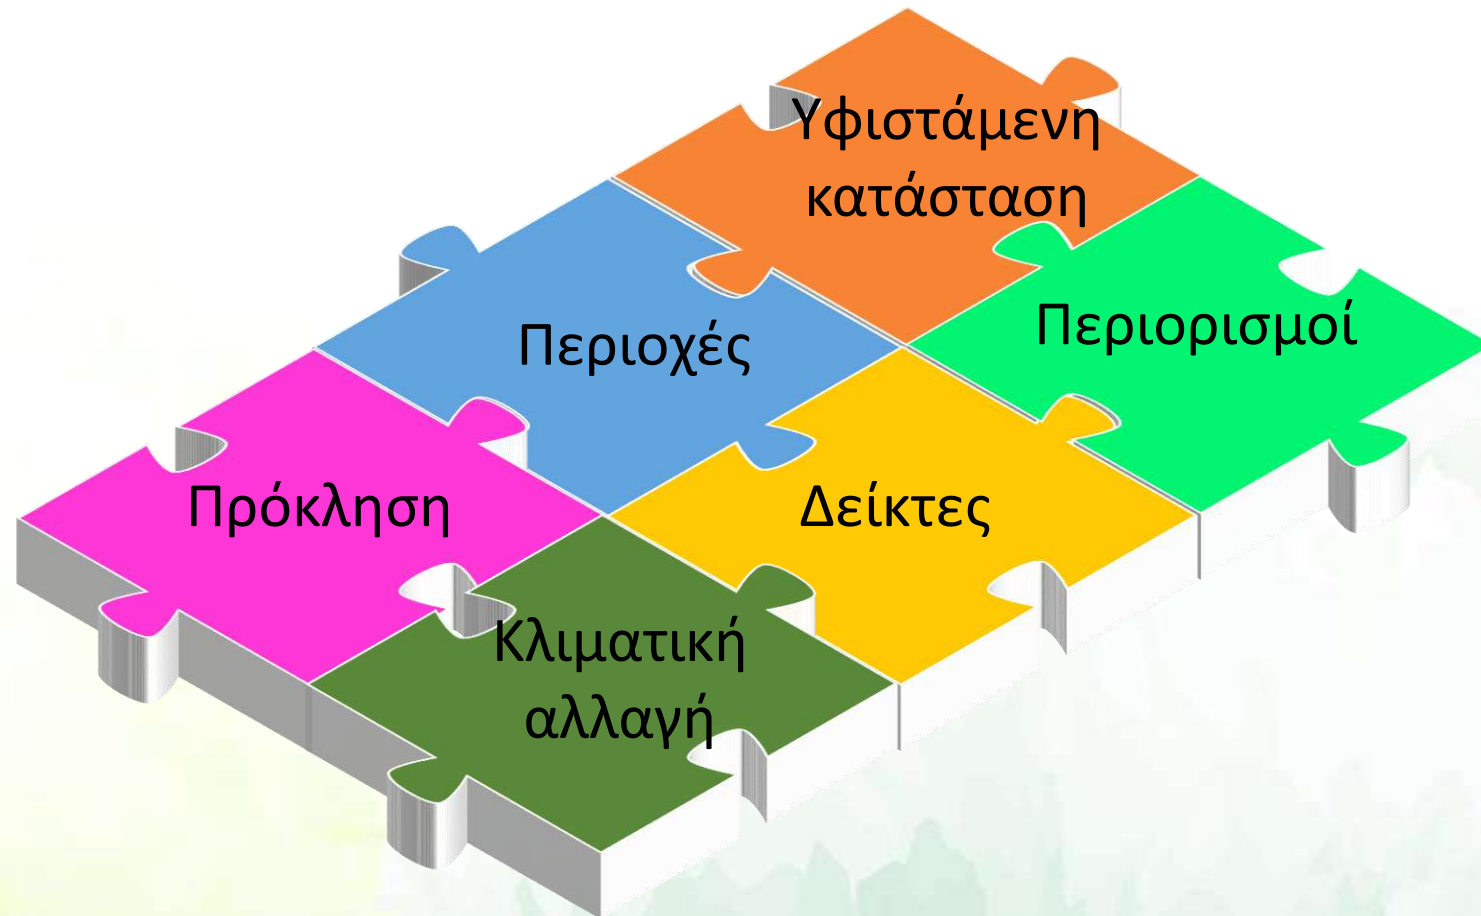 Υφιστάμενη
κατάσταση
Περιορισμοί
Περιοχές
Πρόκληση
Δείκτες
Κλιματική
αλλαγή